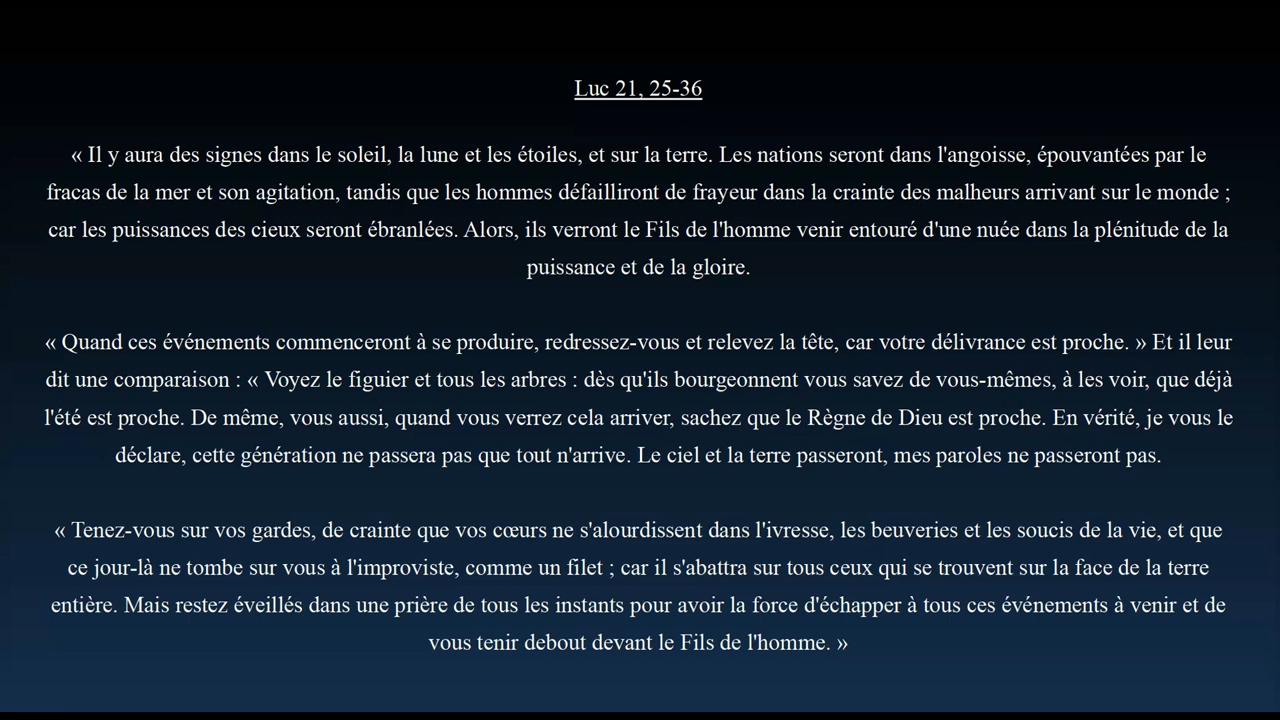 Luc 21, 25-36
« Il y aura des signes dans le soleil, la lune et les étoiles, et sur la terre. Les nations seront dans l'angoisse, épouvantées par le
fracas de la mer et son agitation, tandis que les hommes défailliront de frayeur dans la crainte des malheurs arrivant sur le monde ;
car les puissances des cieux seront ébranlées. Alors, ils verront le Fils de l'homme venir entouré d'une nuée dans la plénitude de la
puissance et de la gloire.
« Quand ces événements commenceront à se produire, redressez-vous et relevez la tête, car votre délivrance est proche. » Et il leur
dit une comparaison : « Voyez le figuier et tous les arbres : dès qu'ils bourgeonnent vous savez de vous-mêmes, à les voir, que déjà
l'été est proche. De même, vous aussi, quand vous verrez cela arriver, sachez que le Règne de Dieu est proche. En vérité, je vous le
déclare, cette génération ne passera pas que tout n'arrive. Le ciel et la terre passeront, mes paroles ne passeront pas.
« Tenez-vous sur vos gardes, de crainte que vos cœurs ne s'alourdissent dans l'ivresse, les beuveries et les soucis de la vie, et que
ce jour-là ne tombe sur vous à l'improviste, comme un filet ; car il s'abattra sur tous ceux qui se trouvent sur la face de la terre
entière. Mais restez éveillés dans une prière de tous les instants pour avoir la force d'échapper à tous ces événements à venir et de
vous tenir debout devant le Fils de l'homme. »